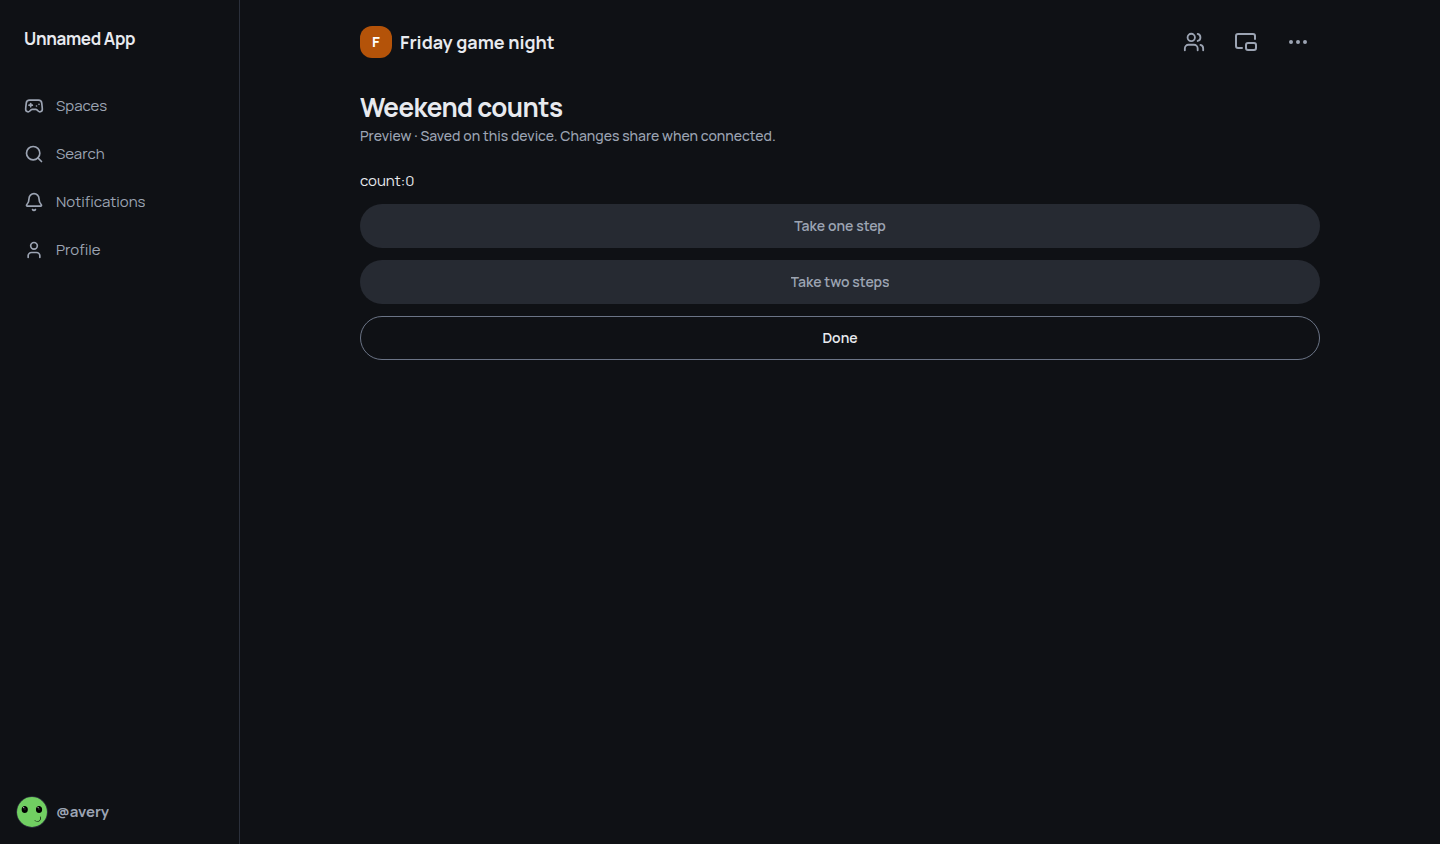 Unnamed App
Spaces
Search
Notifications
Profile
@avery
F
Friday game night
Weekend counts
Preview · Saved on this device. Changes share when connected.
count:0
Take one step
Take two steps
Done